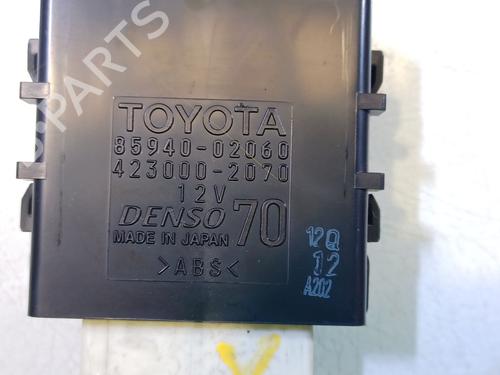 TOYOTA
85940-02060
423000-2070
12V
DENSO 70
MADE IN JAPAN
>ABS<
12Q
12
A202